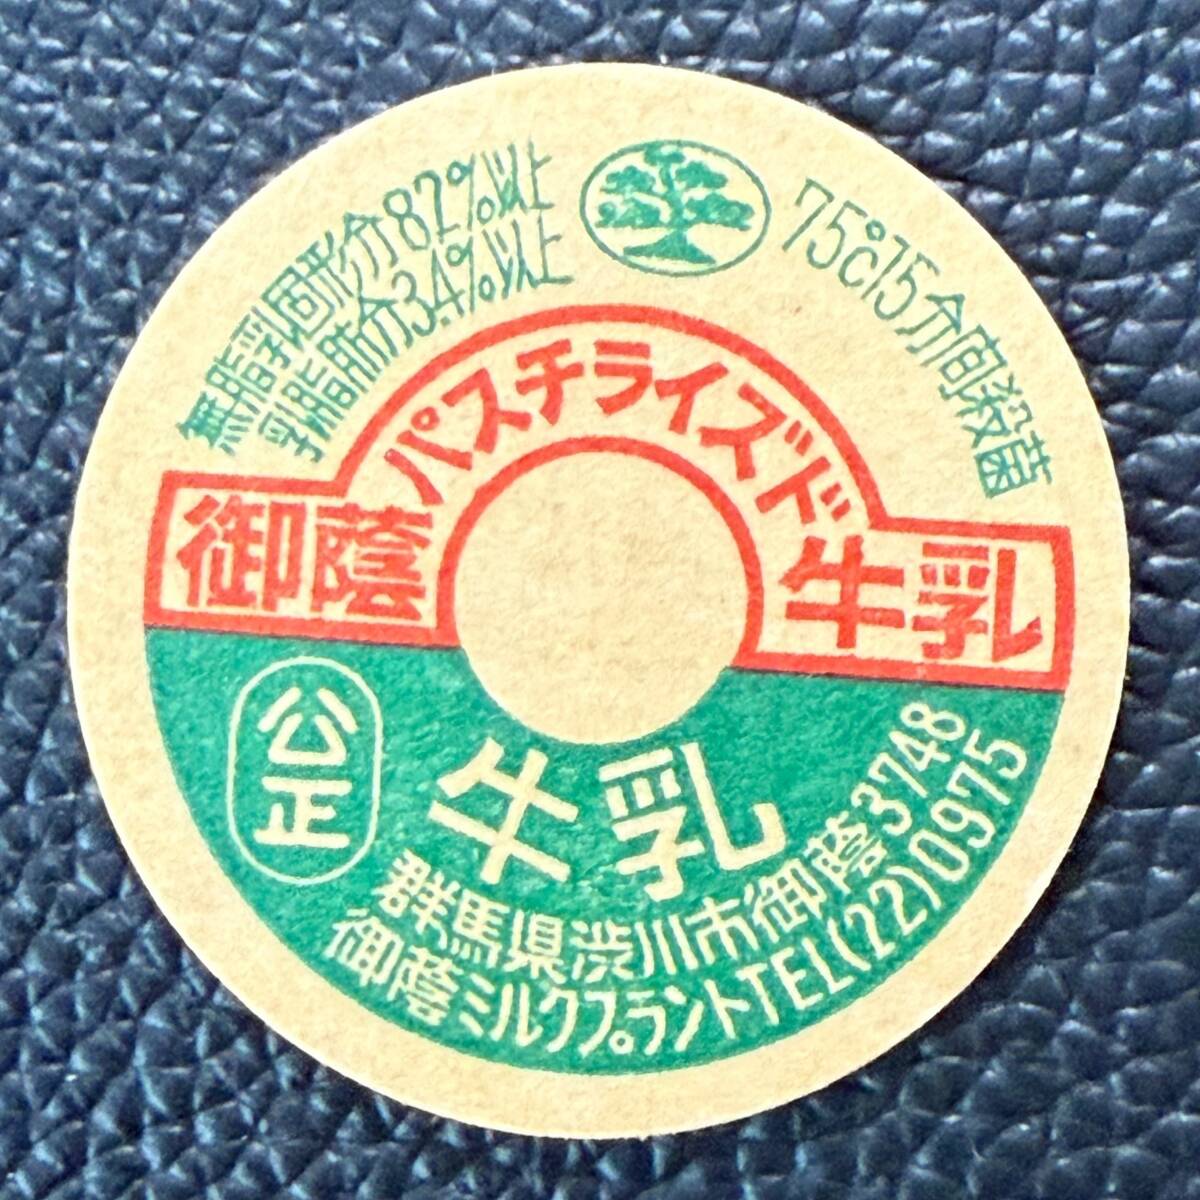 無脂乳固形分8.2%以上
乳脂肪分3.4%以上
75℃15分間殺菌
パスチライズド
御蔭牛乳
公正
牛乳
群馬県渋川市御蔭3748
御蔭ミルクプラントTEL(22)0975